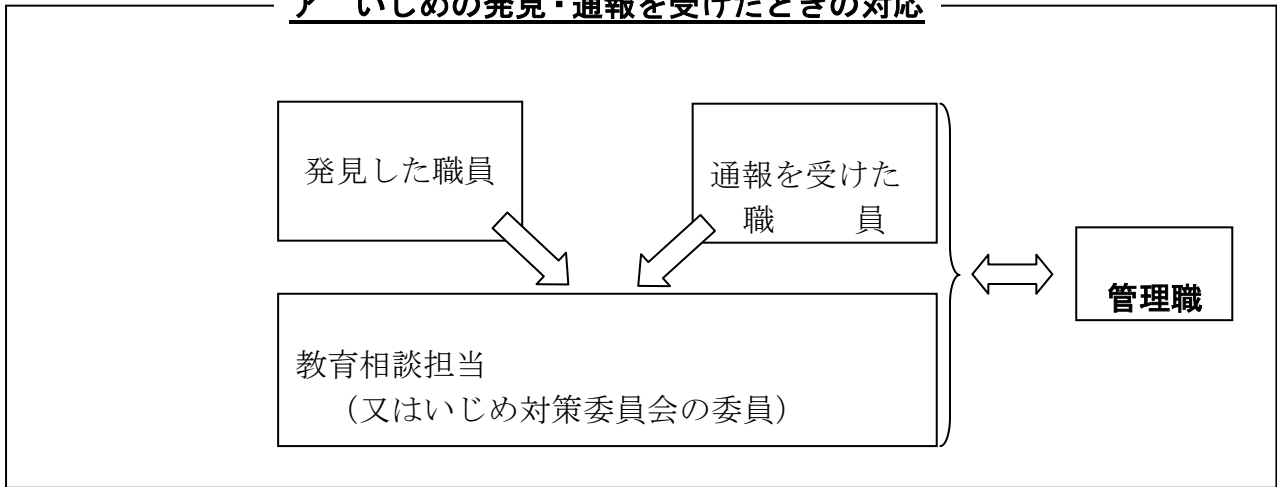 ア　いじめの発見・通報を受けたときの対応
発見した職員
通報を受けた
職　　員
管理職
教育相談担当
（又はいじめ対策委員会の委員）